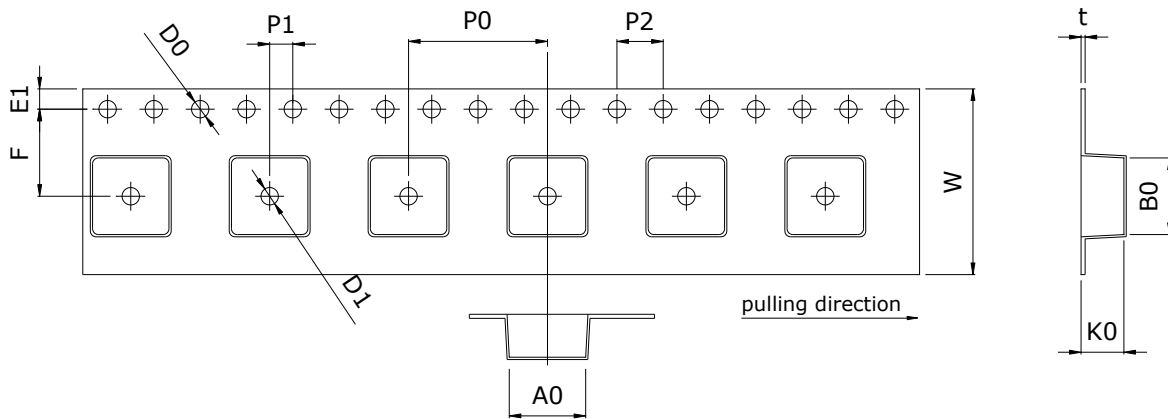 P1
P0
P2
t
D0
E1
F
W
B0
D1
pulling direction
K0
A0